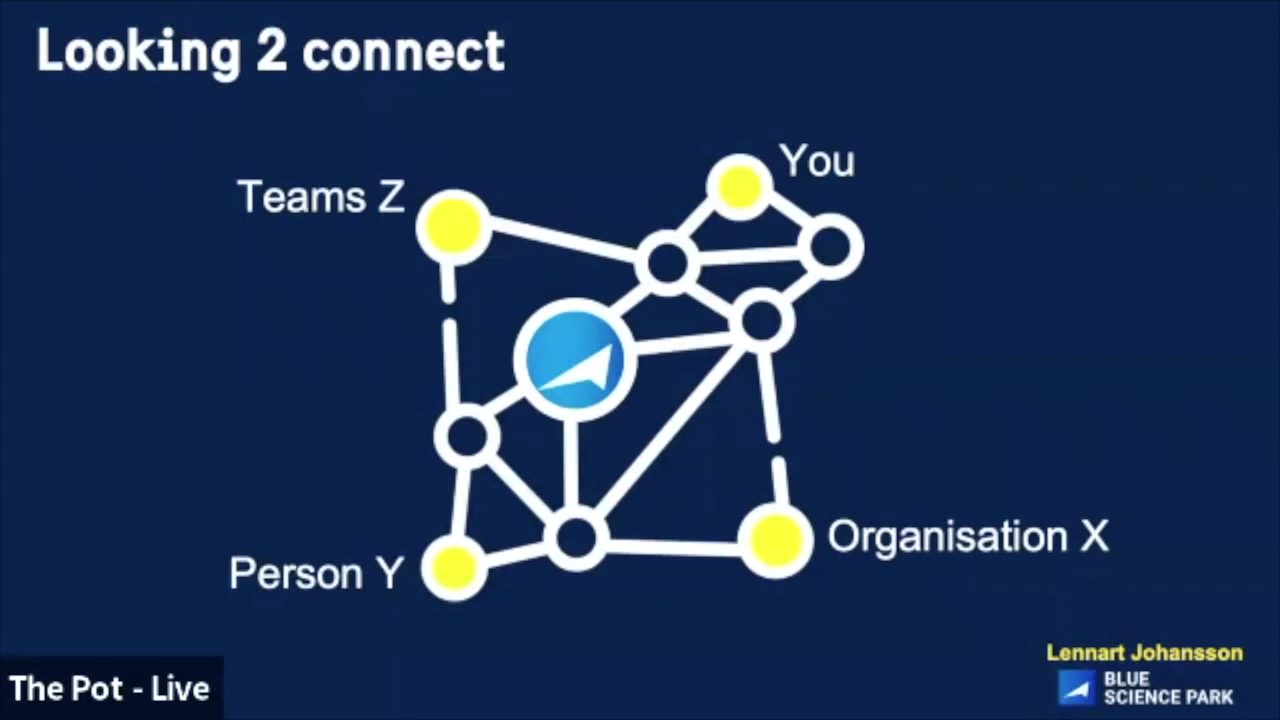 Looking 2 connect
You
Teams Z
Organisation X
Person Y
Lennart Johansson
BLUE
SCIENCE PARK
The Pot - Live